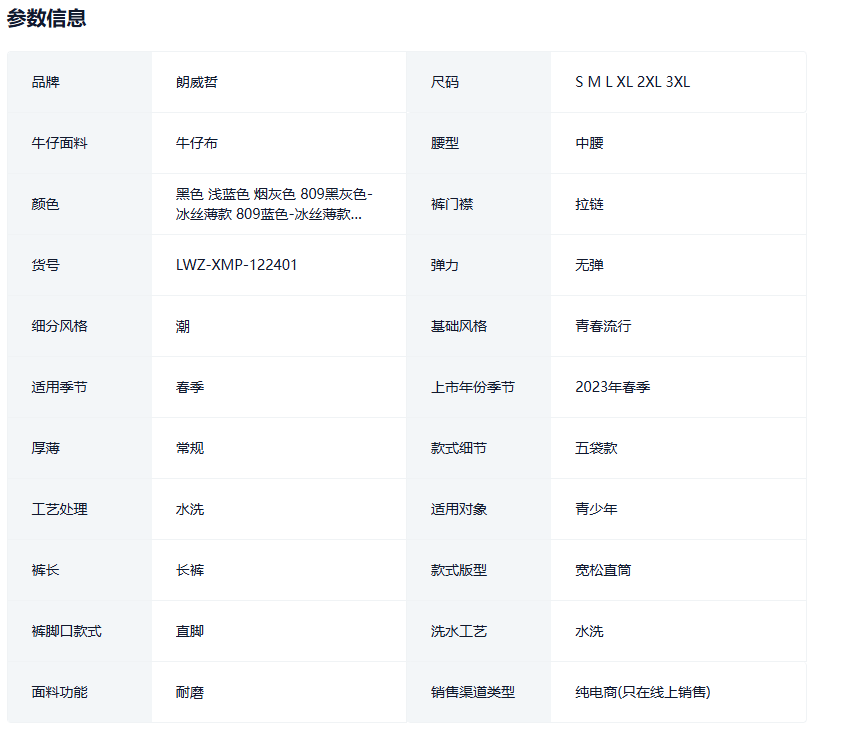 参数信息
品牌 朗威哲 尺码 S M L XL 2XL 3XL
牛仔面料 牛仔布 腰型 中腰
颜色 黑色 浅蓝色 烟灰色 809黑灰色-
冰丝薄款 809蓝色-冰丝薄款... 裤门襟 拉链
货号 LWZ-XMP-122401 弹力 无弹
细分风格 潮 基础风格 青春流行
适用季节 春季 上市年份季节 2023年春季
厚薄 常规 款式细节 五袋款
工艺处理 水洗 适用对象 青少年
裤长 长裤 款式版型 宽松直筒
裤脚口款式 直脚 洗水工艺 水洗
面料功能 耐磨 销售渠道类型 纯电商(只在线上销售)